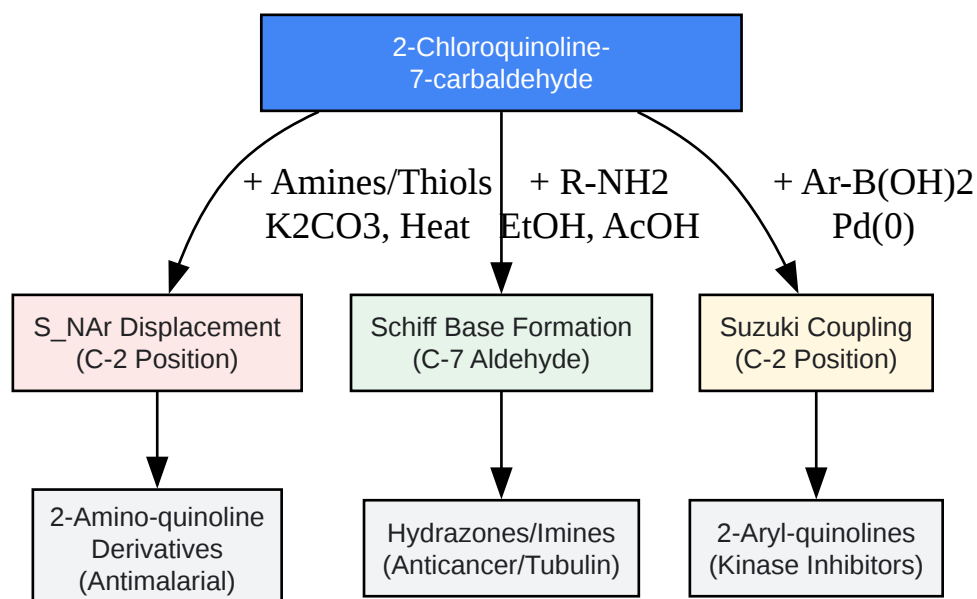 2-Chloroquinoline-
7-carbaldehyde
+ Amines/Thiols
K2CO3, Heat
+ R-NH2
EtOH, AcOH
+ Ar-B(OH)2
Pd(0)
S_NAr Displacement
(C-2 Position)
Schiff Base Formation
(C-7 Aldehyde)
Suzuki Coupling
(C-2 Position)
2-Amino-quinoline
Derivatives
(Antimalarial)
Hydrazones/Imines
(Anticancer/Tubulin)
2-Aryl-quinolines
(Kinase Inhibitors)